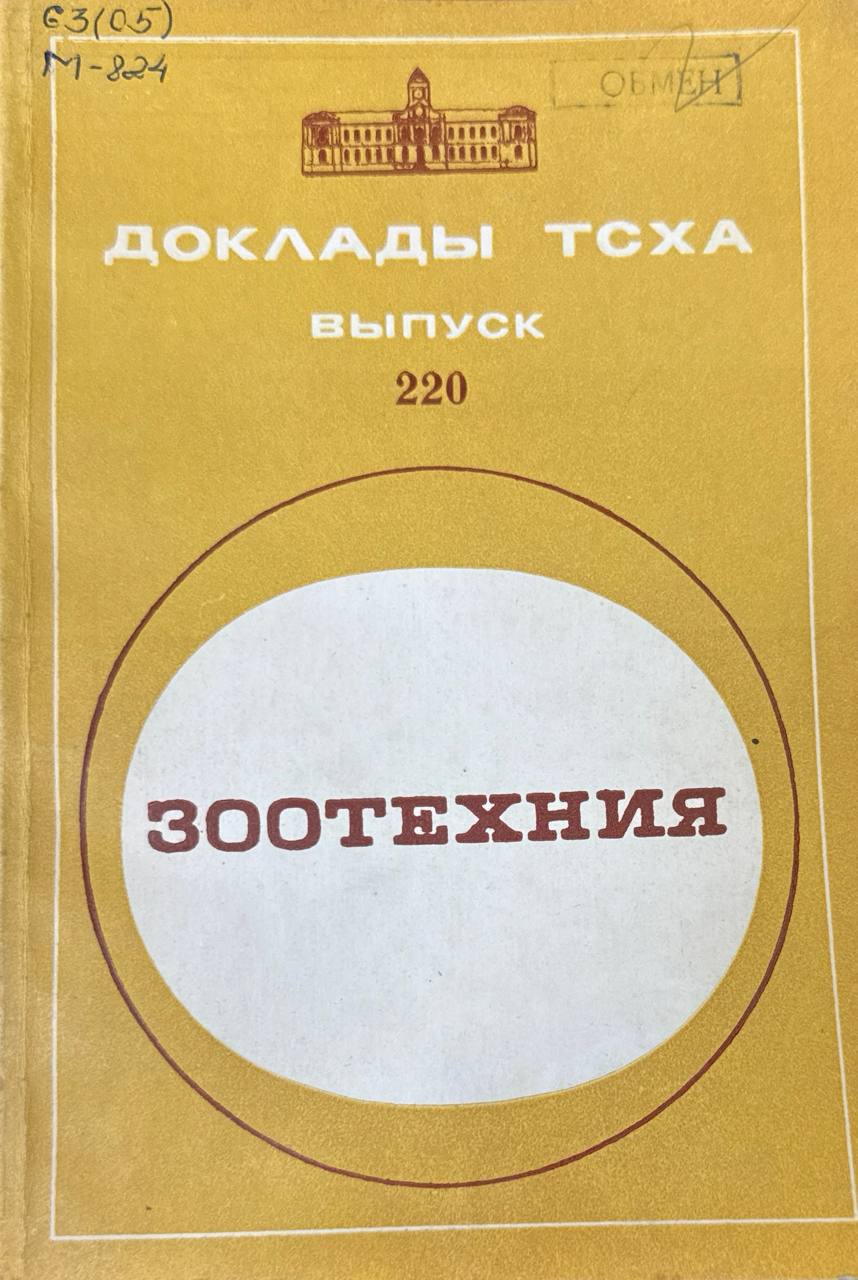 63(05)
М-824
ОБМЕН
ДОКЛАДЫ ТСХА
ВЫПУСК
220
ЗООТЕХНИЯ